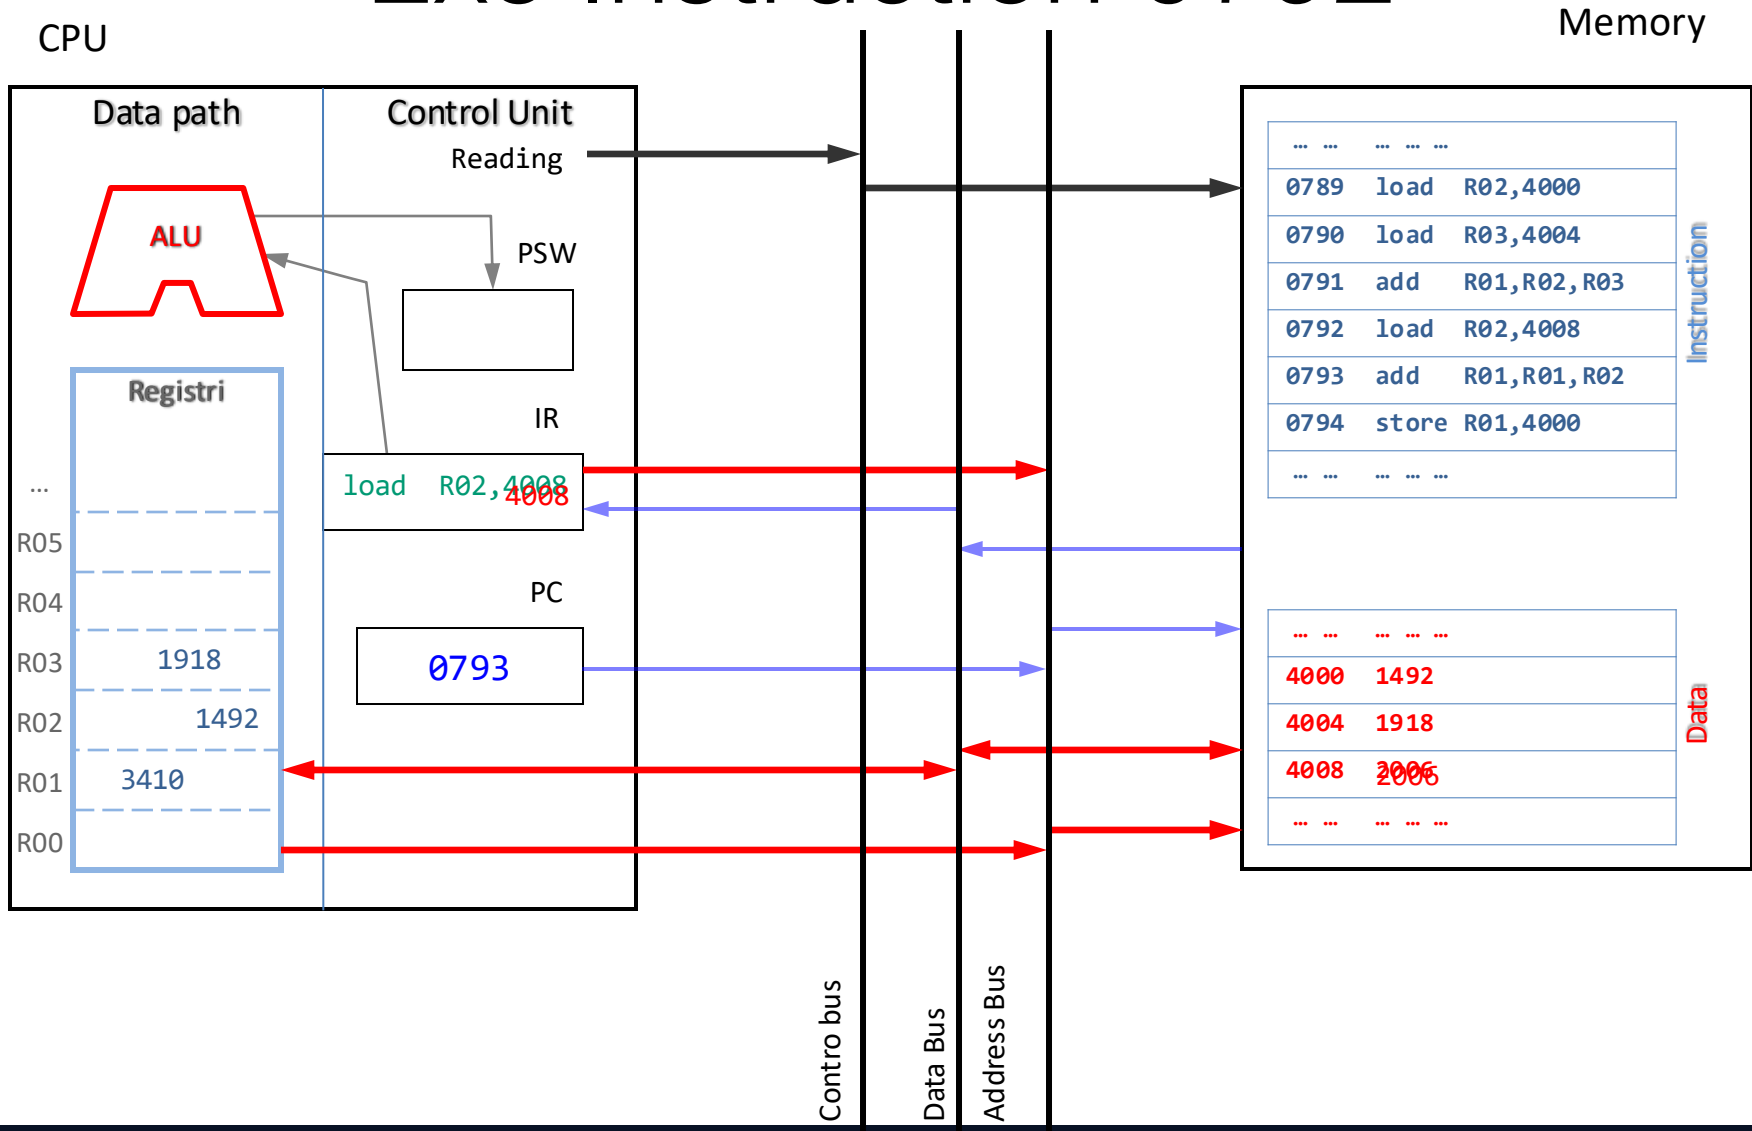 CPU
Memory
Data path
Control Unit
Reading
ALU
PSW
Registri
IR
load R02,4008
4008
PC
0793
...
R05
R04
R03 1918
R02 1492
R01 3410
R00
… … … … …
0789 load R02,4000
0790 load R03,4004
0791 add R01,R02,R03
0792 load R02,4008
0793 add R01,R01,R02
0794 store R01,4000
… … … … …
Instruction
… … … … …
4000 1492
4004 1918
4008 2006
2006
… … … … …
Data
Contro bus
Data Bus
Address Bus